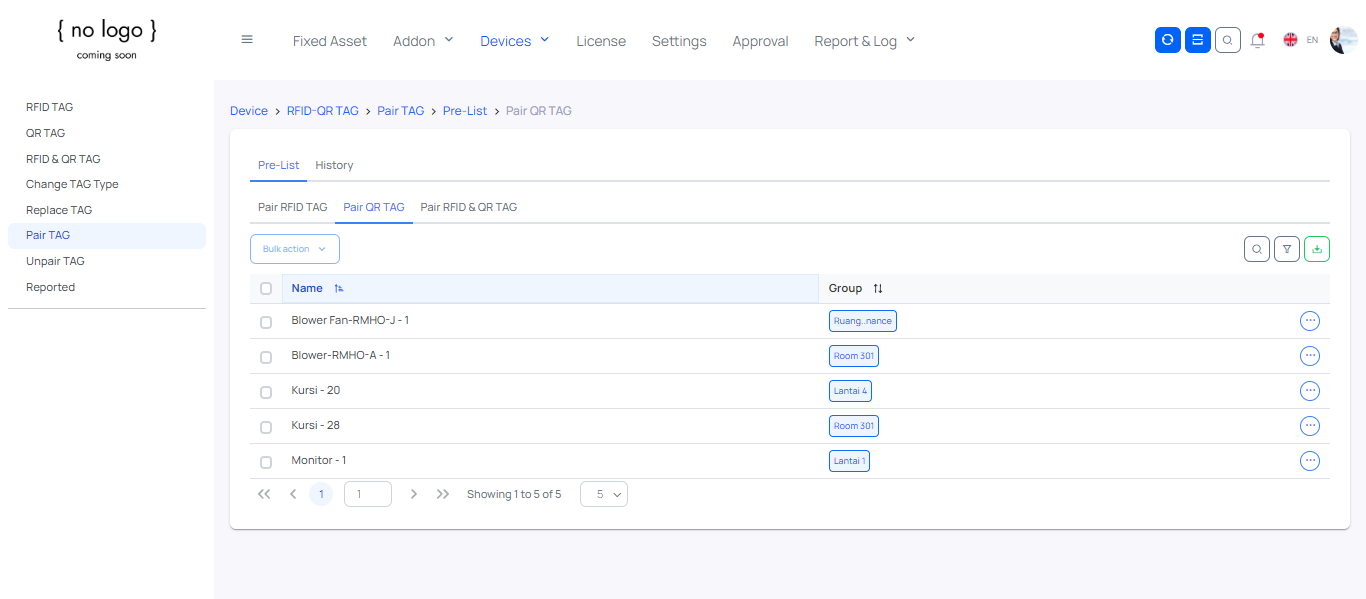 { no logo }
coming soon
Fixed Asset Addon Devices License Settings Approval Report & Log EN
RFID TAG
QR TAG
RFID & QR TAG
Change TAG Type
Replace TAG
Pair TAG
Unpair TAG
Reported
Device > RFID-QR TAG > Pair TAG > Pre-List > Pair QR TAG
Pre-List History
Pair RFID TAG Pair QR TAG Pair RFID & QR TAG
Bulk action
Name Group
Blower Fan-RMHO-J - 1 Ruang..nance
Blower-RMHO-A - 1 Room 301
Kursi - 20 Lantai 4
Kursi - 28 Room 301
Monitor - 1 Lantai 1
1 1 Showing 1 to 5 of 5 5